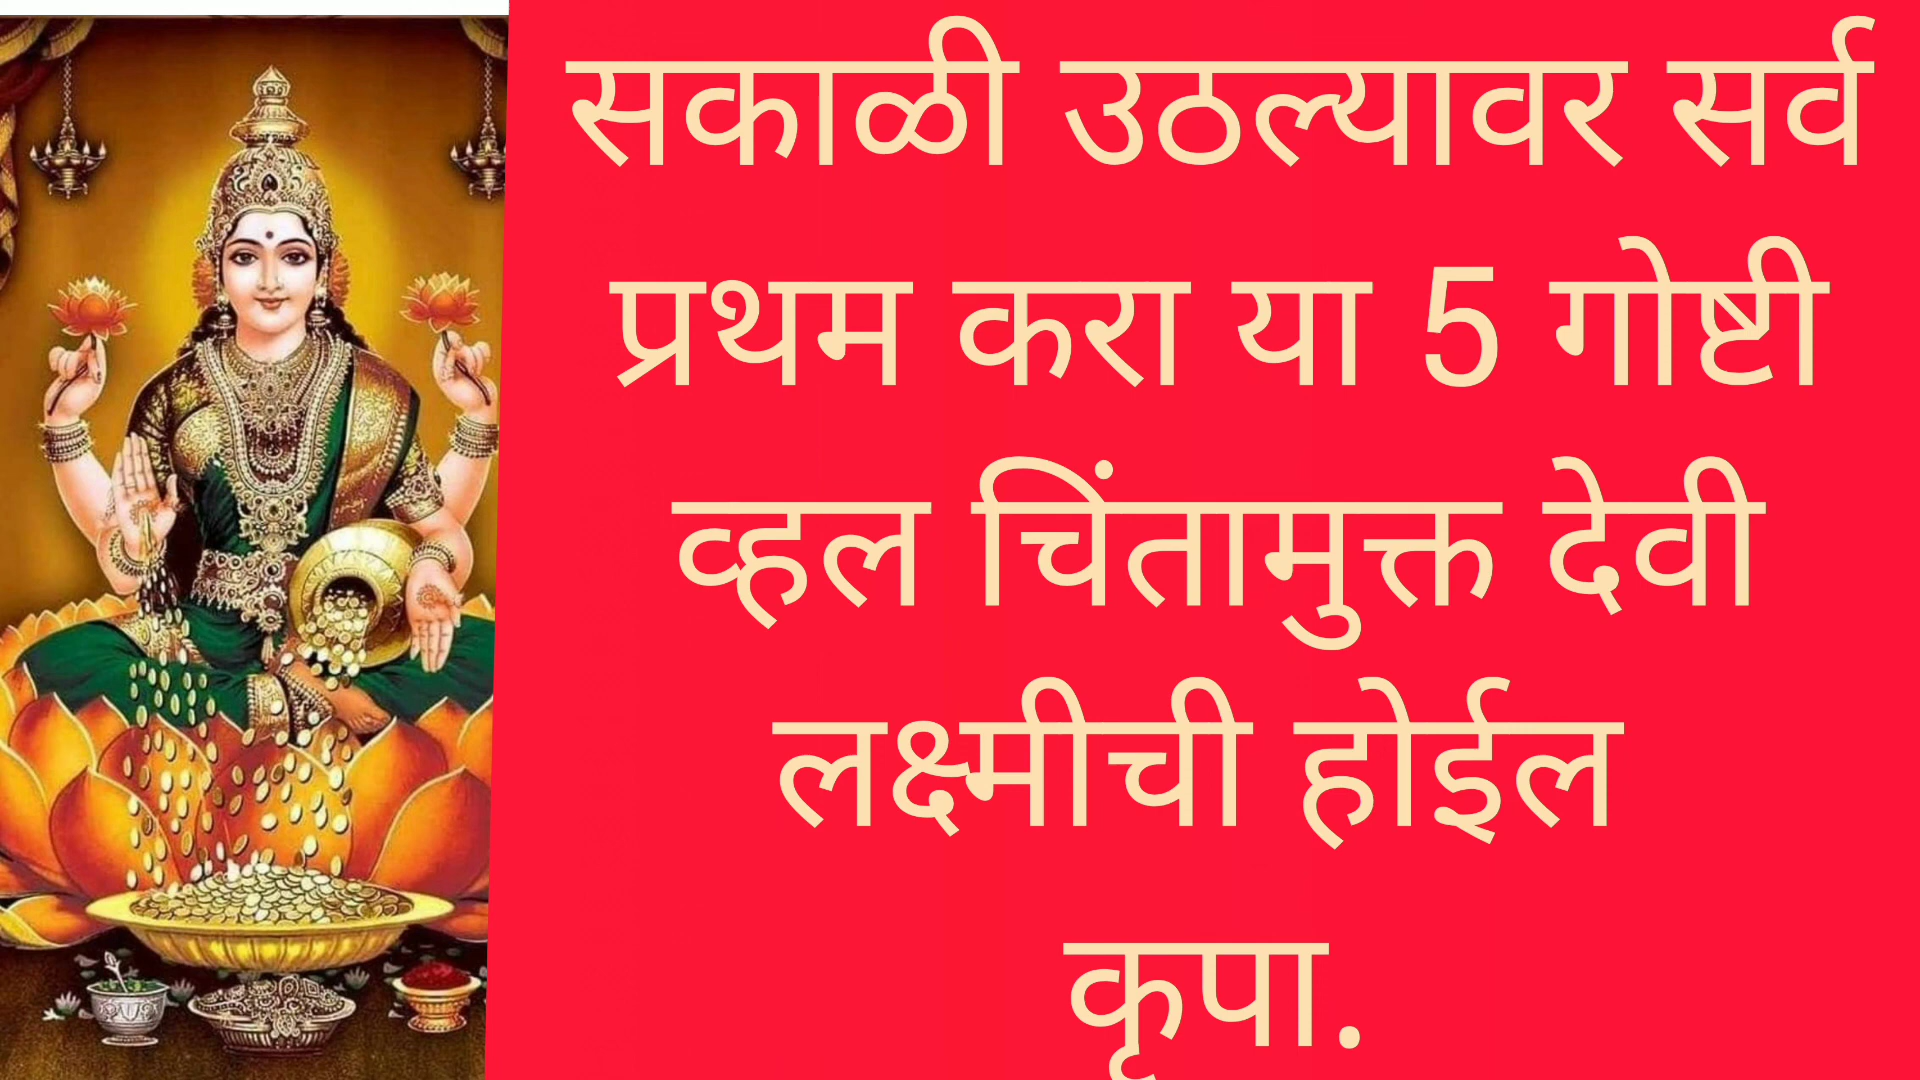 सकाळी उठल्यावर सर्व
प्रथम करा या 5 गोष्टी
व्हल चिंतामुक्त देवी
लक्ष्मीची होईल
कृपा.